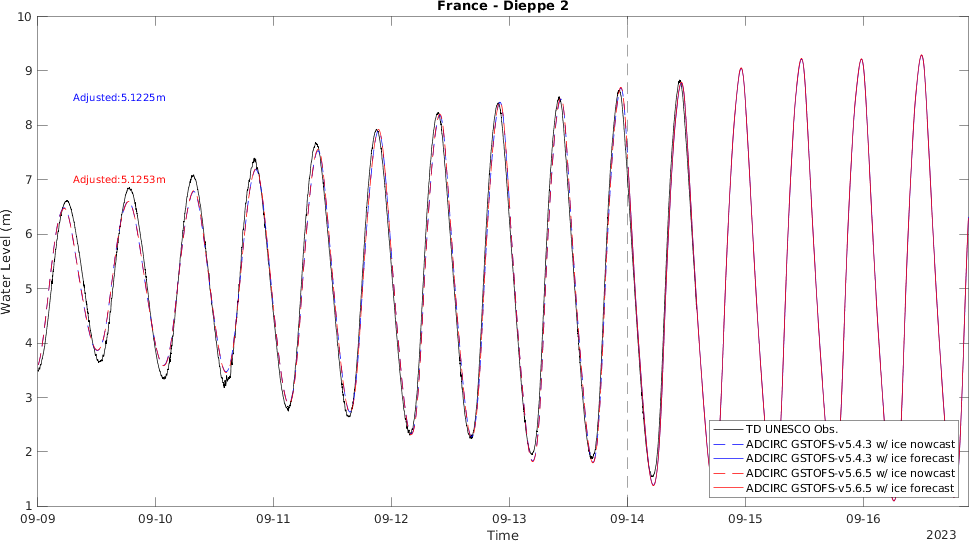 France - Dieppe 2
10
9
8
7
6
5
4
3
2
1
Water Level (m)
Adjusted:5.1225m
Adjusted:5.1253m
TD UNESCO Obs.
ADCIRC GSTOFS-v5.4.3 w/ ice nowcast
ADCIRC GSTOFS-v5.4.3 w/ ice forecast
ADCIRC GSTOFS-v5.6.5 w/ ice nowcast
ADCIRC GSTOFS-v5.6.5 w/ ice forecast
09-09 09-10 09-11 09-12 09-13 09-14 09-15 09-16
Time
2023